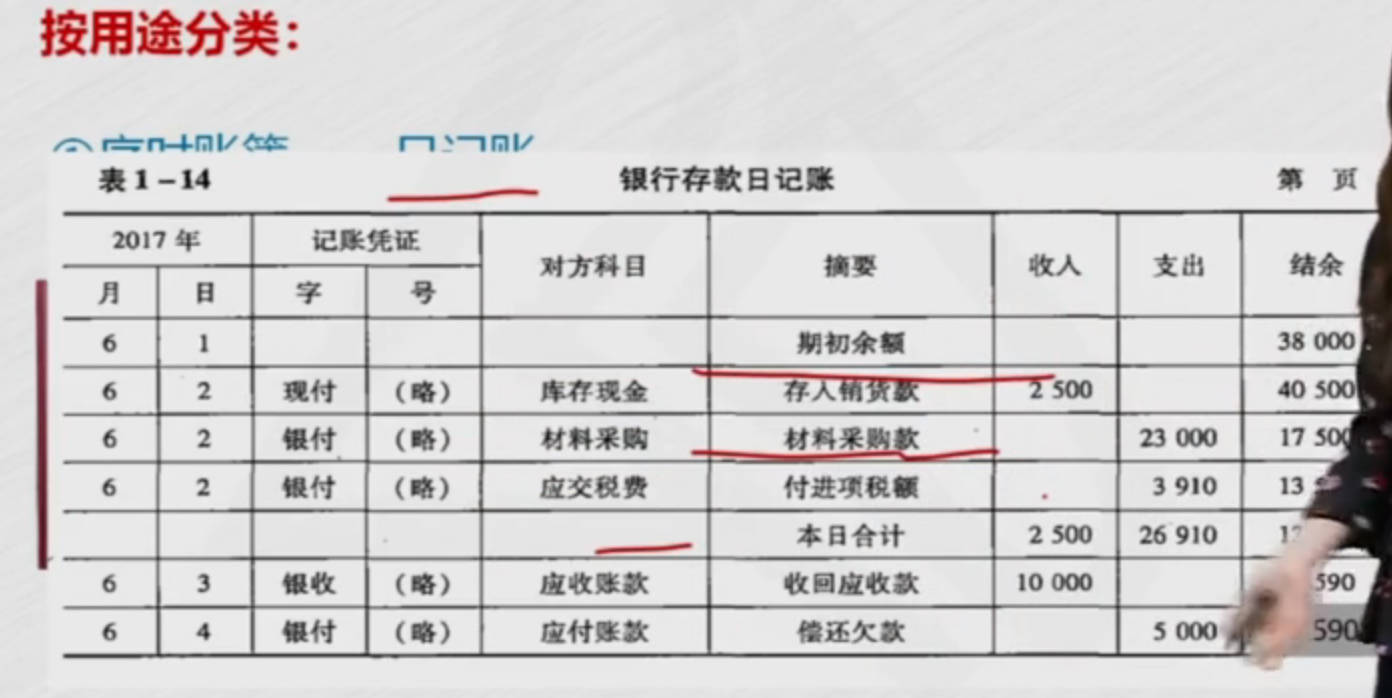 按用途分类：
表1-14 银行存款日记账 第 页
2017年 记账凭证 对方科目 摘要 收入 支出 结余
月 日 字 号
6 1 期初余额 38 000
6 2 现付 （略） 库存现金 存入销货款 2 500 40 500
6 2 银付 （略） 材料采购 材料采购款 23 000 17 500
6 2 银付 （略） 应交税费 付进项税额 3 910 13
本日合计 2 500 26 910
6 3 银收 （略） 应收账款 收回应收款 10 000 590
6 4 银付 （略） 应付账款 偿还欠款 5 000 590